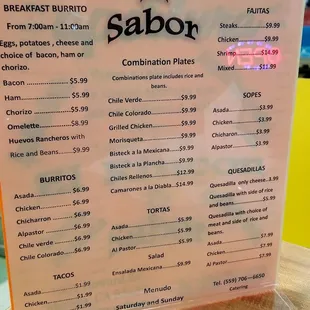 Sabor
BREAKFAST BURRITO
From 7:00am - 11:00am
Eggs, potatoes , cheese and
choice of bacon, ham or
chorizo.
Bacon.....$5.99
Ham.....$5.99
Chorizo.....$5.99
Omelette.....$8.99
Huevos Rancheros with
Rice and Beans.....$9.99
BURRITOS
Asada.....$6.99
Chicken.....$6.99
Chicharron.....$6.99
Alpastor.....$6.99
Chile verde.....$6.99
Chile Colorado.....$6.99
TACOS
Asada.....$1.99
Chicken.....$1.99
Combination Plates
Combinations plate includes rice and
beans.
Chile Verde.....$9.99
Chile Colorado.....$9.99
Grilled Chicken.....$9.99
Morisqueta.....$9.99
Bisteck a la Mexicana.....$9.99
Bisteck a la Plancha.....$9.99
Chiles Rellenos.....$12.99
Camarones a la Diabla...$14.99
TORTAS
Asada.....$5.99
Chicken.....$5.99
Al Pastor.....$5.99
Salad
Ensalada Mexicana.....$9.99
Menudo
Saturday and Sunday
FAJITAS
Steaks.....$9.99
Chicken.....$9.99
Shrimp.....$14.99
Mixed.....$11.99
SOPES
Asada.....$3.99
Chicken.....$3.99
Chicharon.....$3.99
Alpastor.....$3.99
QUESADILLAS
Quesadilla only cheese..3.99
Quesadilla with side of rice
and beans.....$5.99
Quesadilla with choice of
meat and side of rice and
beans.
Asada.....$7.99
Chicken.....$7.99
Al Pastor.....$7.99
Tel. (559) 706-6650
Catering